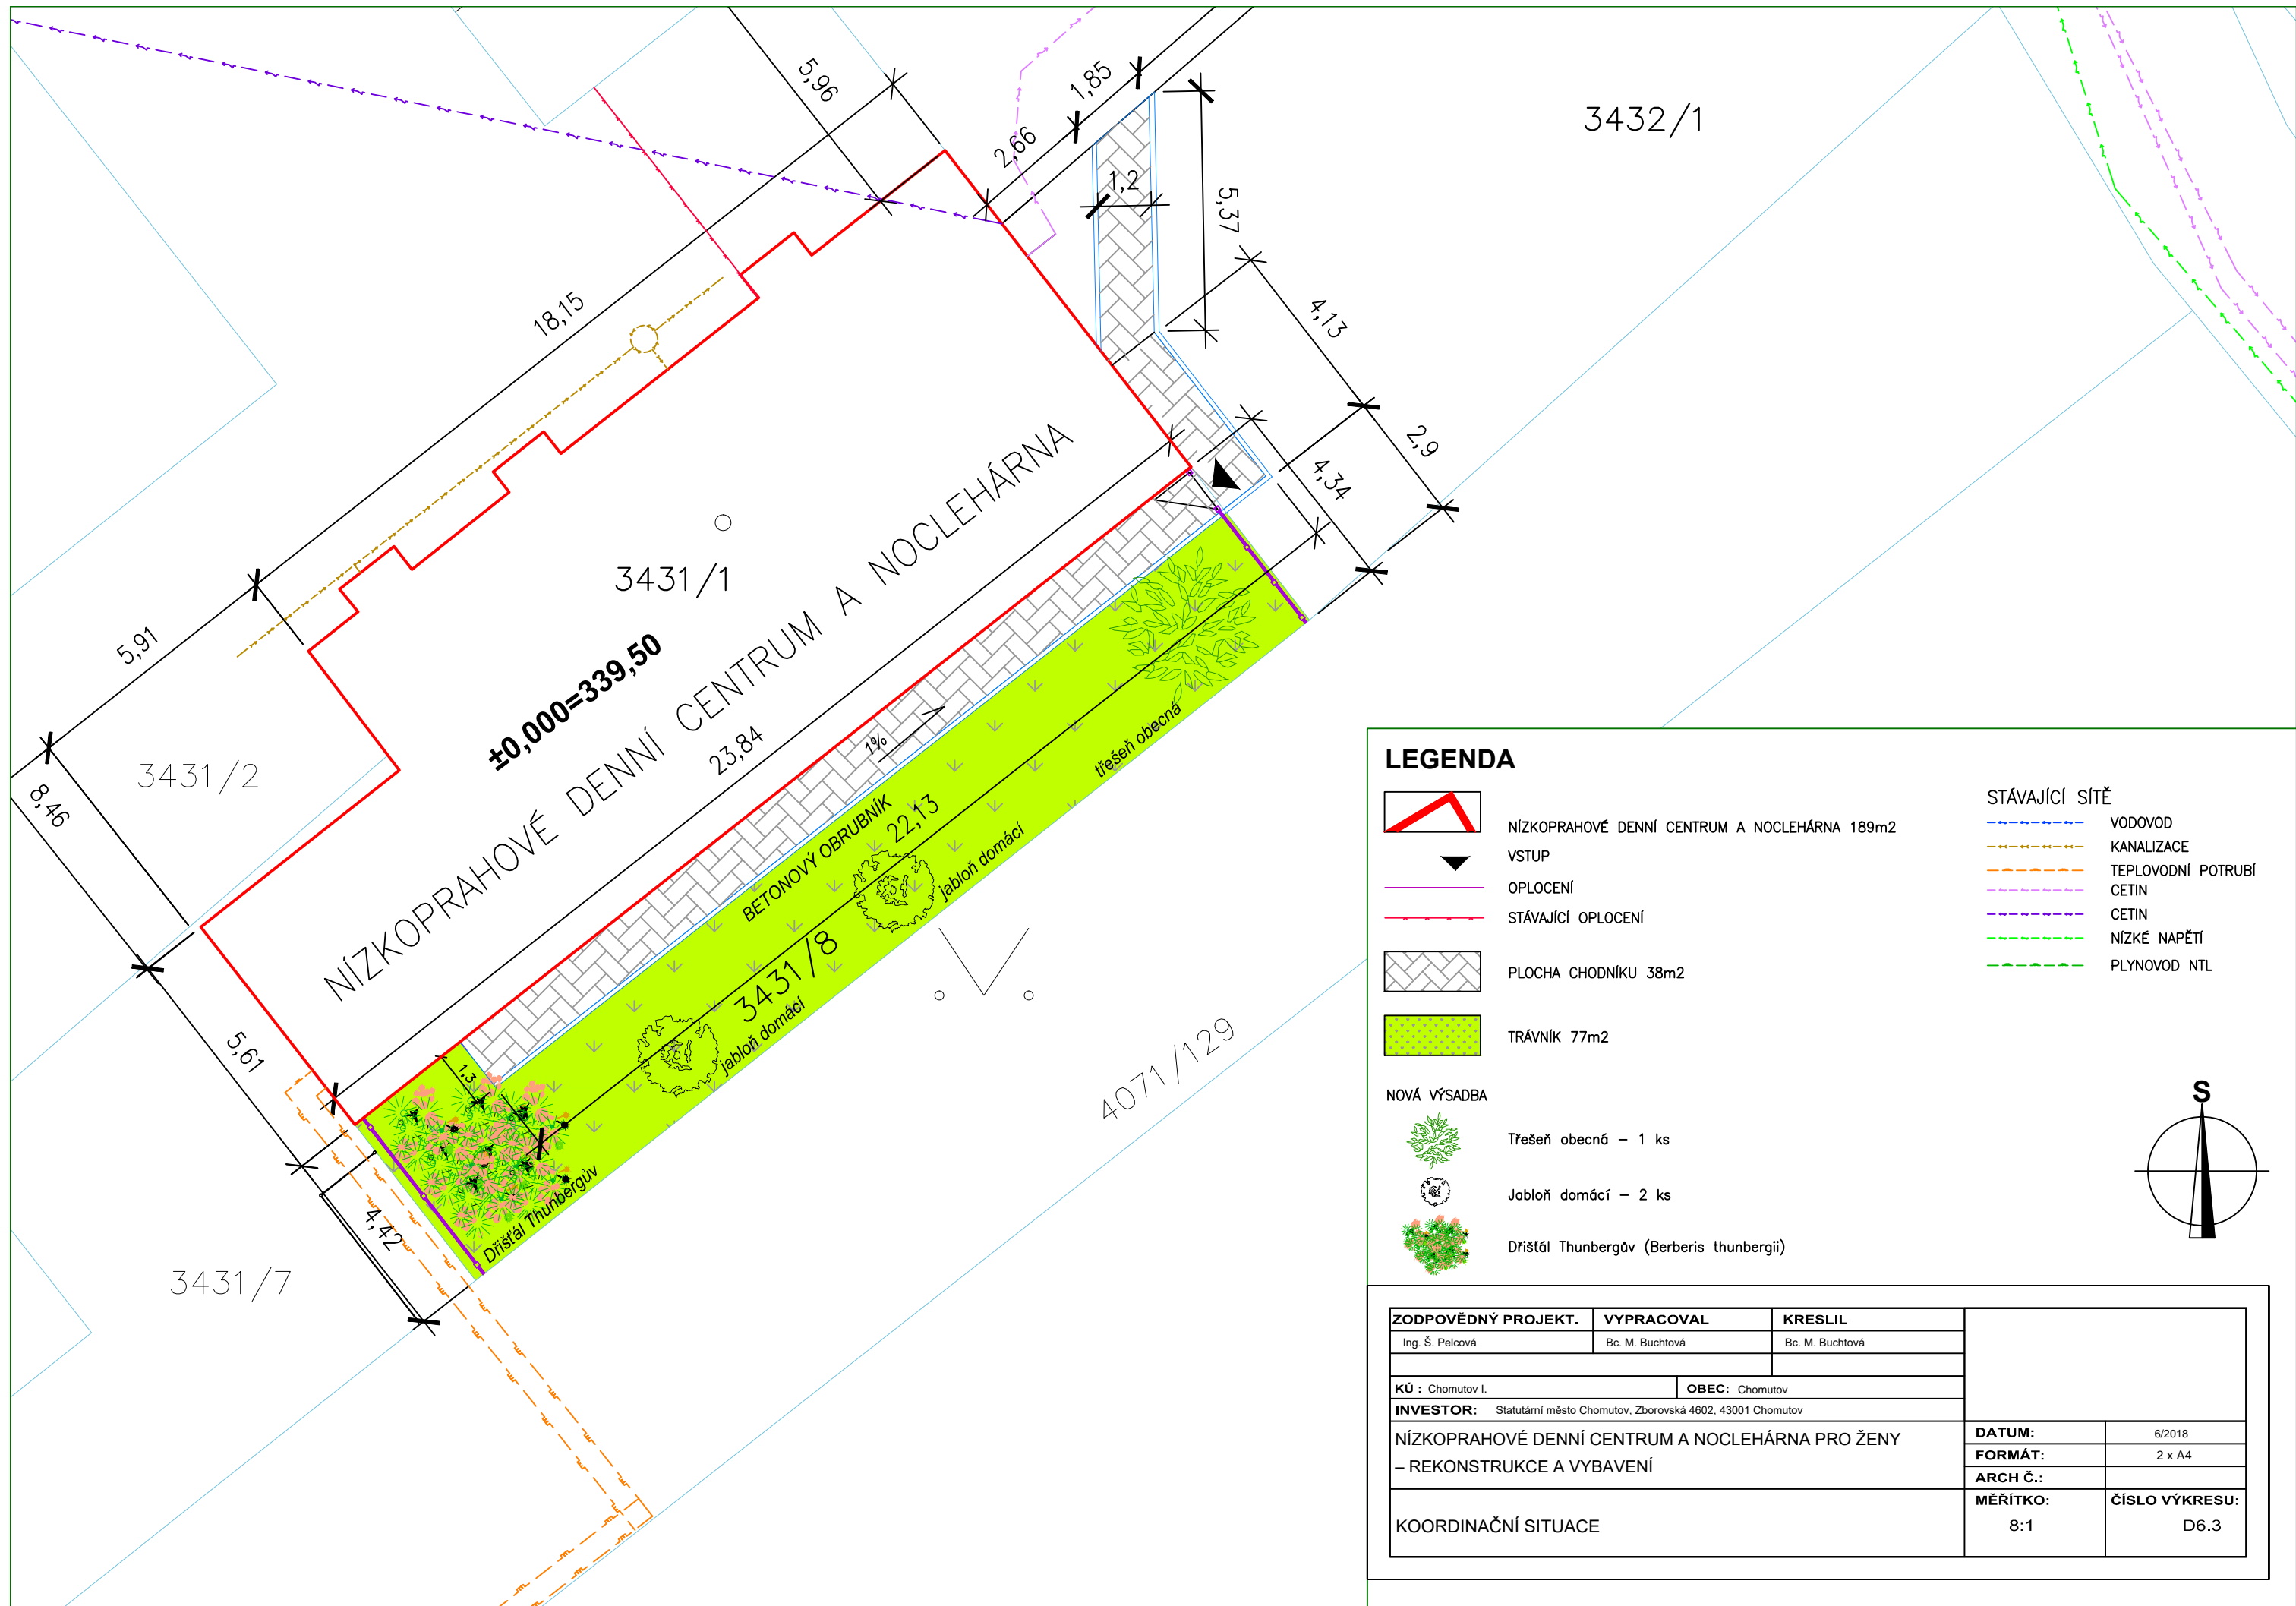 5,96
1,85
2,66
3432/1
1,2
5,37
18,15
4,13
2,9
4,34
3431/1
5,91
±0,000=339,50
NÍZKOPRAHOVÉ DENNÍ CENTRUM A NOCLEHÁRNA
3431/2
8,46
23,84
1%
třešeň obecná
BETONOVÝ OBRUBNÍK
22,13
jabloň domácí
3431/8
jabloň domácí
5,61
1,3
4071/129
Dřišťál Thunbergův
4,42
3431/7
LEGENDA
NÍZKOPRAHOVÉ DENNÍ CENTRUM A NOCLEHÁRNA 189m2
VSTUP
OPLOCENÍ
STÁVAJÍCÍ OPLOCENÍ
PLOCHA CHODNÍKU 38m2
TRÁVNÍK 77m2
STÁVAJÍCÍ SÍTĚ
VODOVOD
KANALIZACE
TEPLOVODNÍ POTRUBÍ
CETIN
CETIN
NÍZKÉ NAPĚTÍ
PLYNOVOD NTL
NOVÁ VÝSADBA
Třešeň obecná – 1 ks
Jabloň domácí – 2 ks
Dřišťál Thunbergův (Berberis thunbergii)
S
ZODPOVĚDNÝ PROJEKT. VYPRACOVAL KRESLIL
Ing. Š. Pelcová Bc. M. Buchtová Bc. M. Buchtová
KÚ : Chomutov I. OBEC: Chomutov
INVESTOR: Statutární město Chomutov, Zborovská 4602, 43001 Chomutov
NÍZKOPRAHOVÉ DENNÍ CENTRUM A NOCLEHÁRNA PRO ŽENY
– REKONSTRUKCE A VYBAVENÍ
KOORDINAČNÍ SITUACE
DATUM: 6/2018
FORMÁT: 2 x A4
ARCH Č.:
MĚŘÍTKO: ČÍSLO VÝKRESU:
8:1 D6.3